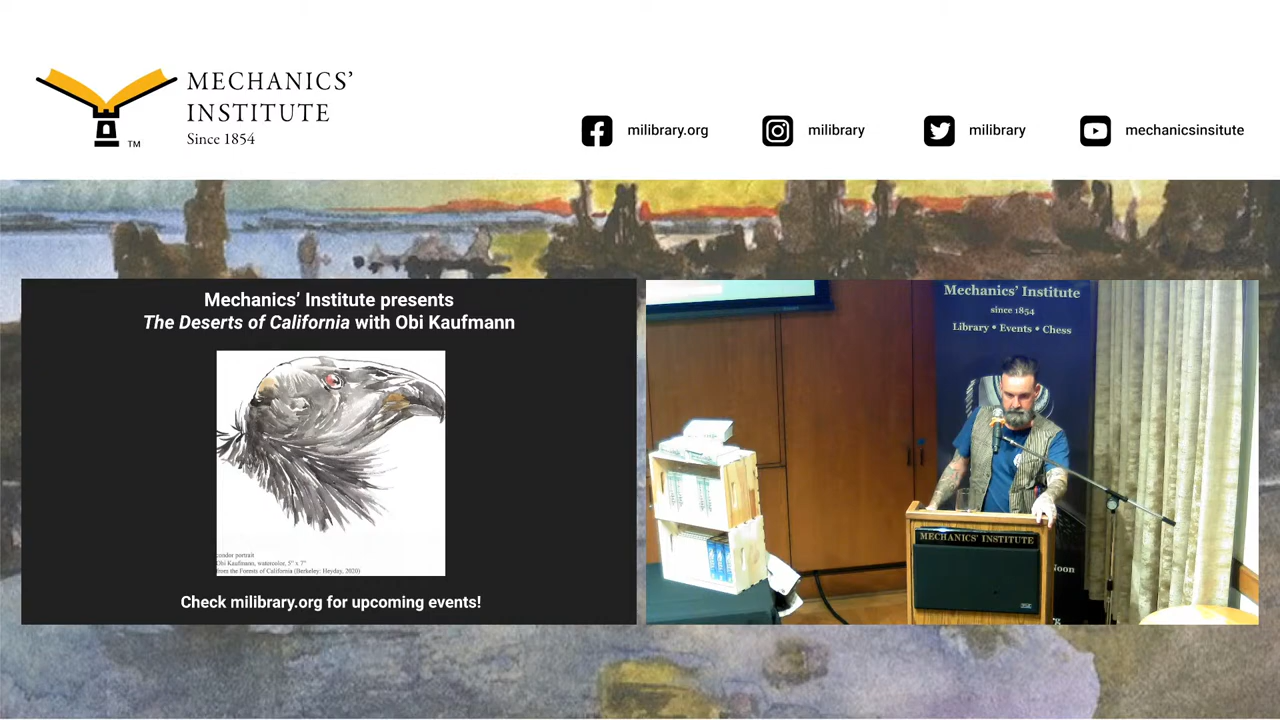 MECHANICS'
INSTITUTE
Since 1854
TM
milibrary.org
milibrary
milibrary
mechanicsinsitute
Mechanics' Institute presents
The Deserts of California with Obi Kaufmann
condor portrait
Obi Kaufmann, watercolor, 5" x 7"
from the Forests of California (Berkeley: Heyday, 2020)
Check milibrary.org for upcoming events!
Mechanics' Institute
since 1854
Library • Events • Chess
MECHANICS' INSTITUTE
Noon